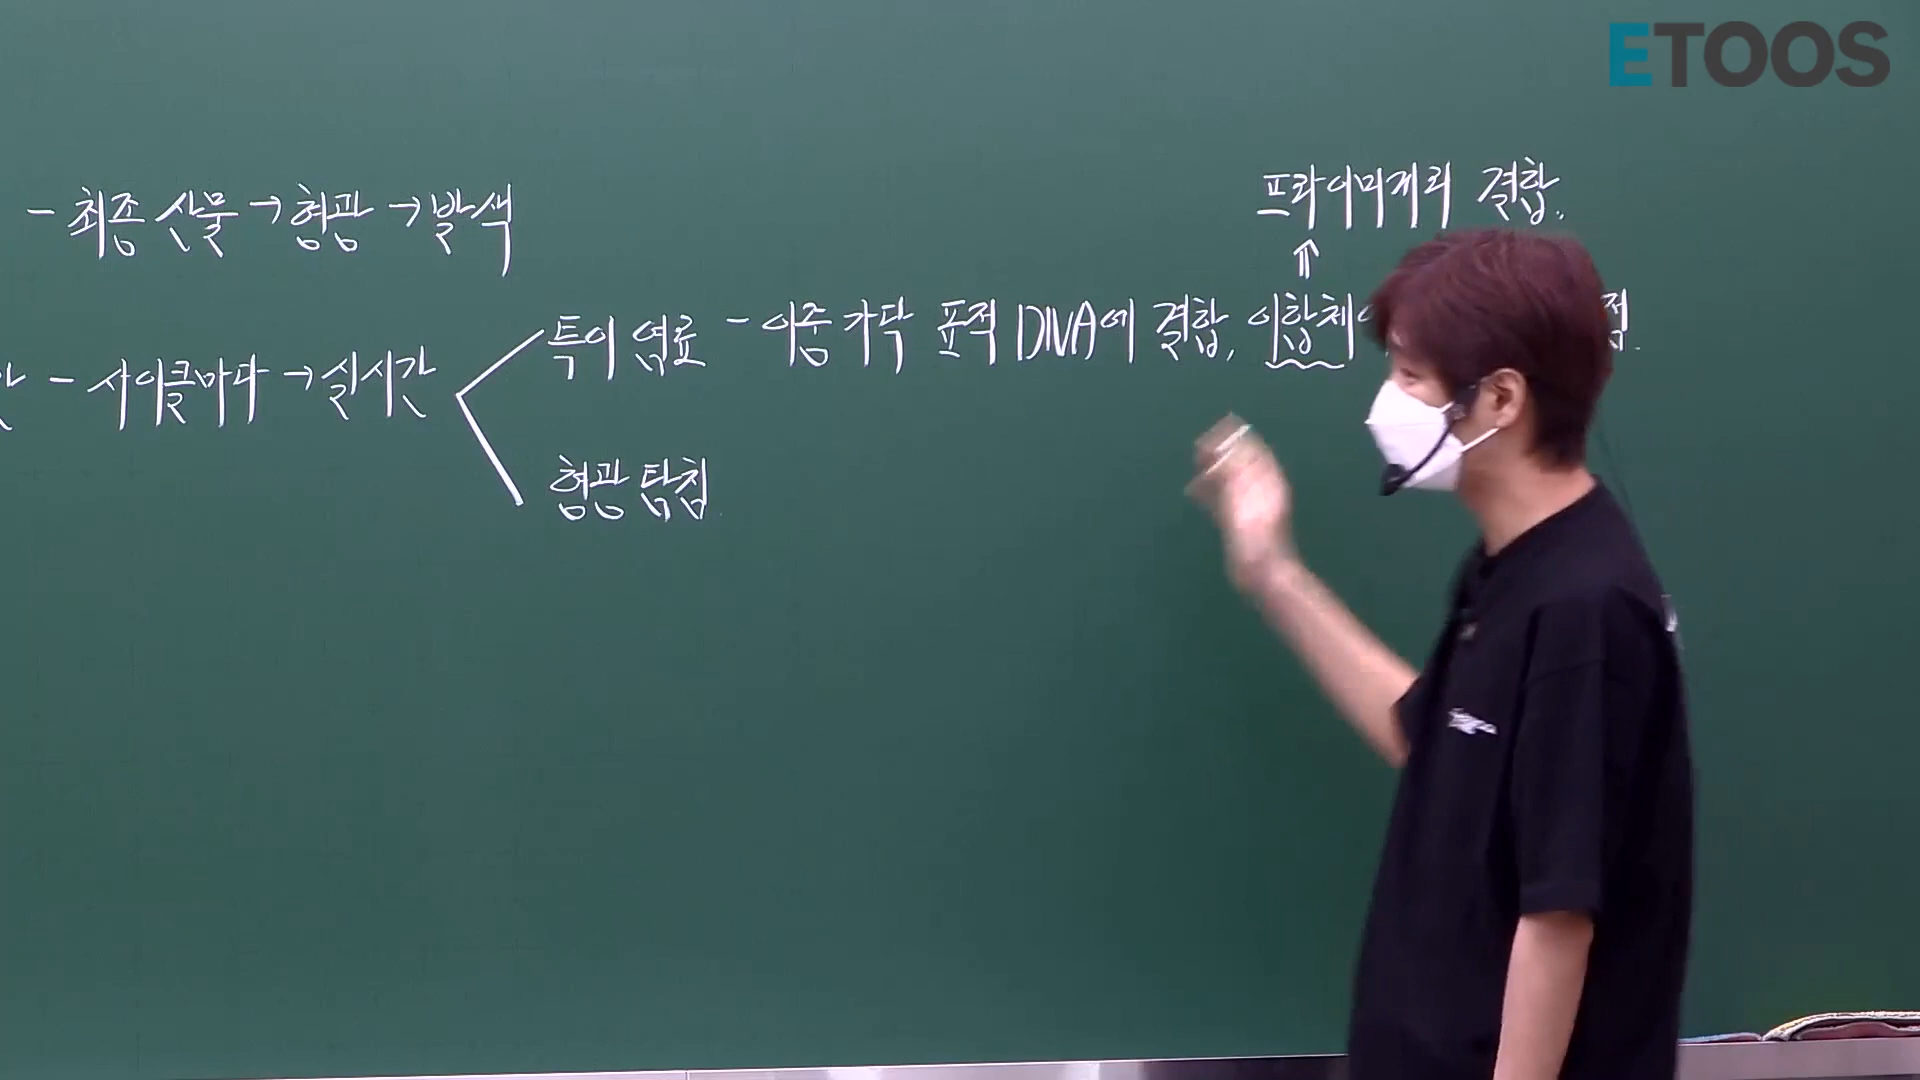 ETOOS
프라이머끼리 결합.
- 최종 산물 → 형광 → 발색
⇑
특이 염료 - 이중 가닥 표적 DNA에 결합, 이합체
- 사이클마다 → 실시간
형광 탐침